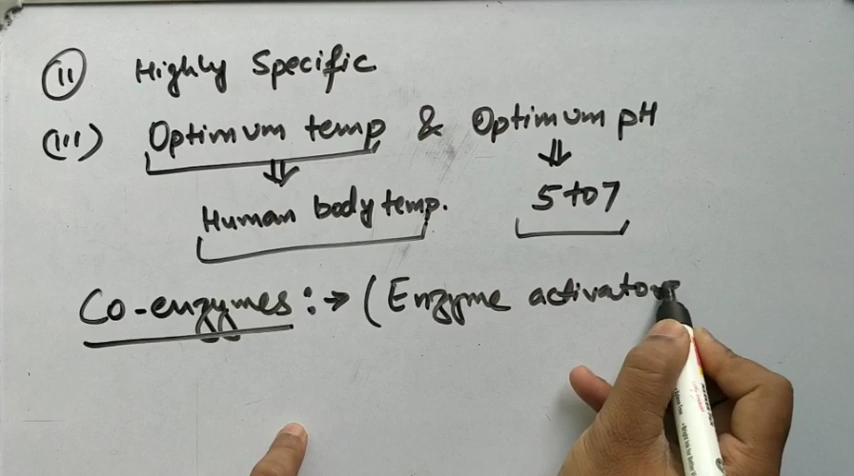 (ii) Highly Specific
(iii) Optimum temp & Optimum pH
⇓ ⇓
Human body temp. 5 to 7
Co-enzymes :→ (Enzyme activators